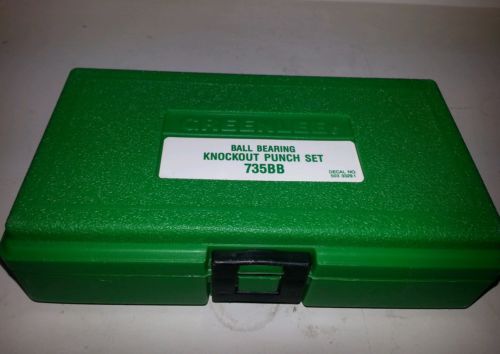 GREENLEE
BALL BEARING
KNOCKOUT PUNCH SET
735BB
DECAL NO.